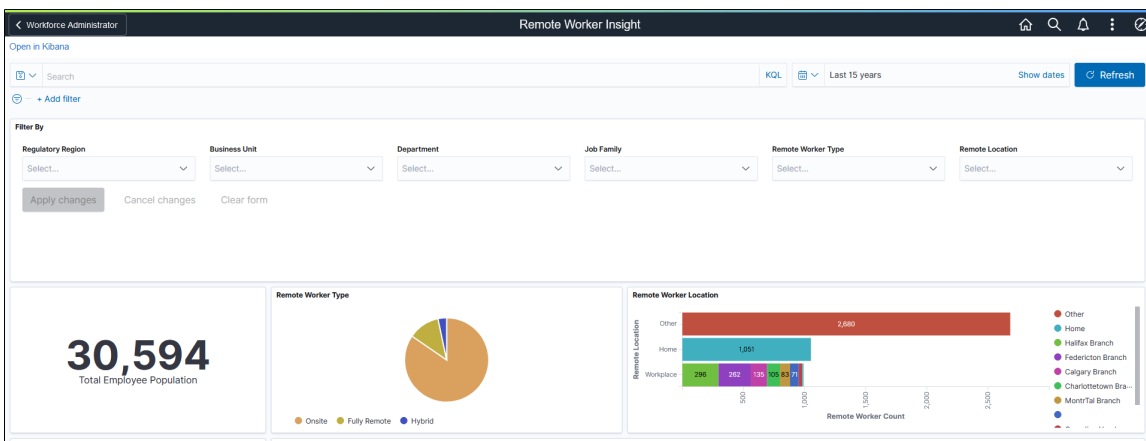 Workforce Administrator
Remote Worker Insight
Open in Kibana
Search
KQL
Last 15 years
Show dates
Refresh
+ Add filter
Filter By
Regulatory Region
Business Unit
Department
Job Family
Remote Worker Type
Remote Location
Select...
Select...
Select...
Select...
Select...
Select...
Apply changes
Cancel changes
Clear form
30,594
Total Employee Population
Remote Worker Type
Onsite
Fully Remote
Hybrid
Remote Worker Location
Remote Location
Other
Home
Workplace
2,680
1,051
296
262
135
105
83
71
500
1,000
1,500
2,000
2,500
Remote Worker Count
Other
Home
Halifax Branch
Federicton Branch
Calgary Branch
Charlottetown Bra...
MontrTal Branch